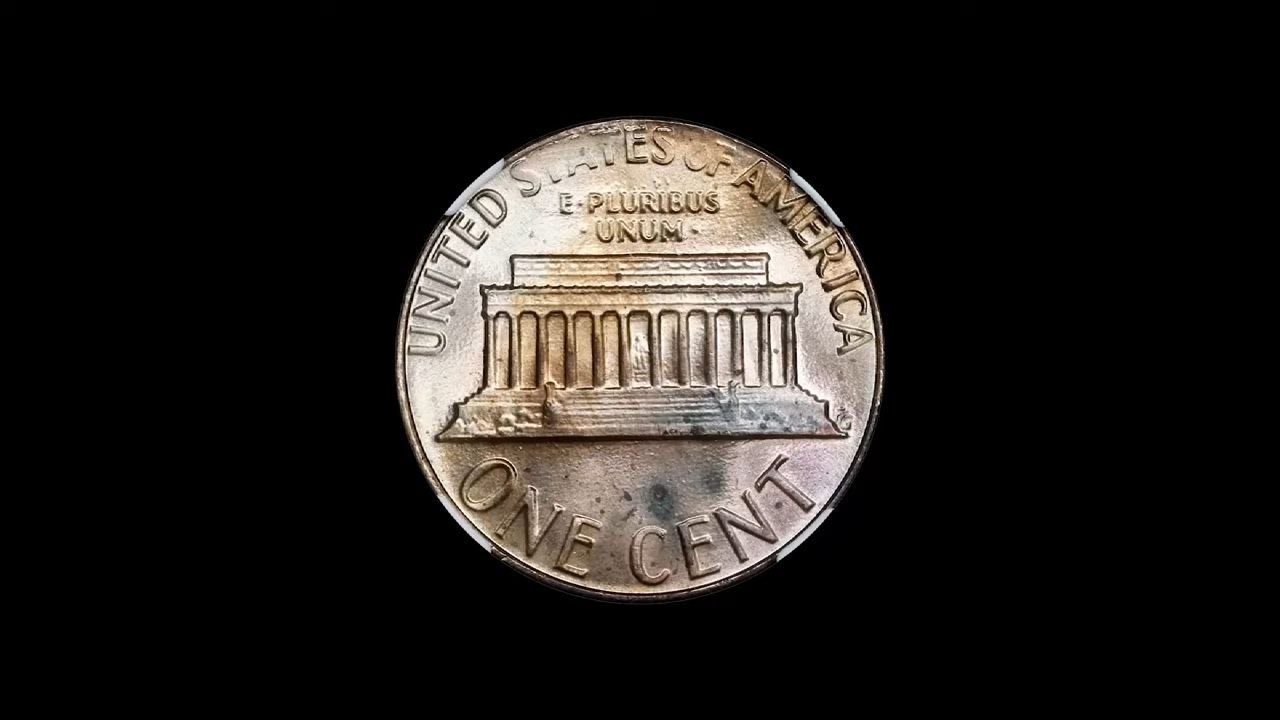 UNITED STATES OF AMERICA
E·PLURIBUS
·UNUM·
ONE CENT